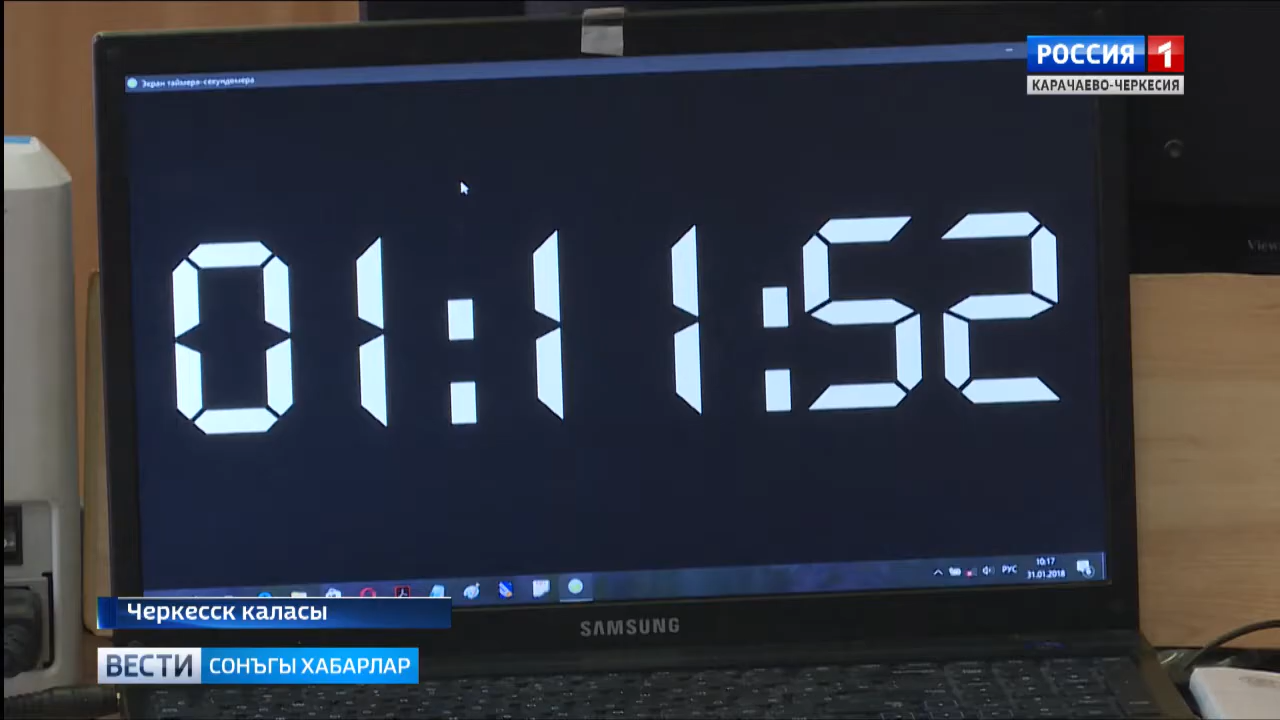 Экран таймера-секундомера
РОССИЯ 1
КАРАЧАЕВО-ЧЕРКЕСИЯ
View
01:11:52
10:17
РУС
31.01.2018
Черкесск каласы
SAMSUNG
ВЕСТИ СОНЪГЫ ХАБАРЛАР